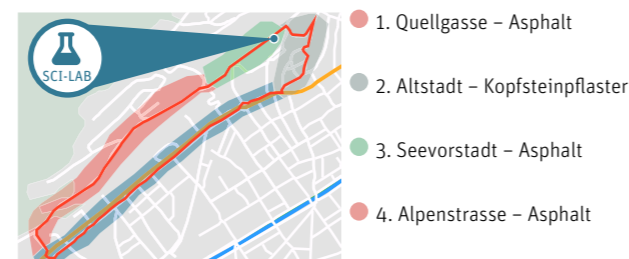 SCI-LAB
1. Quellgasse – Asphalt
2. Altstadt – Kopfsteinpflaster
3. Seevorstadt – Asphalt
4. Alpenstrasse – Asphalt